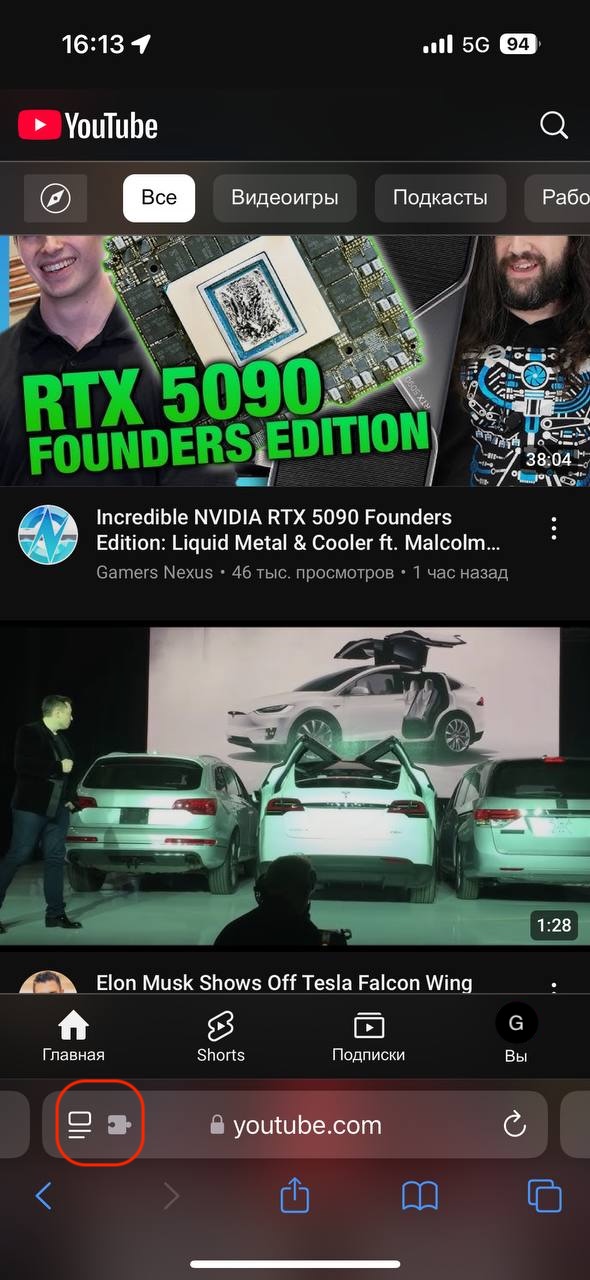 16:13
5G
94
YouTube
Все
Видеоигры
Подкасты
Рабо
RTX 5090
FOUNDERS EDITION
38:04
Incredible NVIDIA RTX 5090 Founders
Edition: Liquid Metal & Cooler ft. Malcolm...
Gamers Nexus • 46 тыс. просмотров • 1 час назад
1:28
Elon Musk Shows Off Tesla Falcon Wing
Главная
Shorts
Подписки
G
Вы
youtube.com